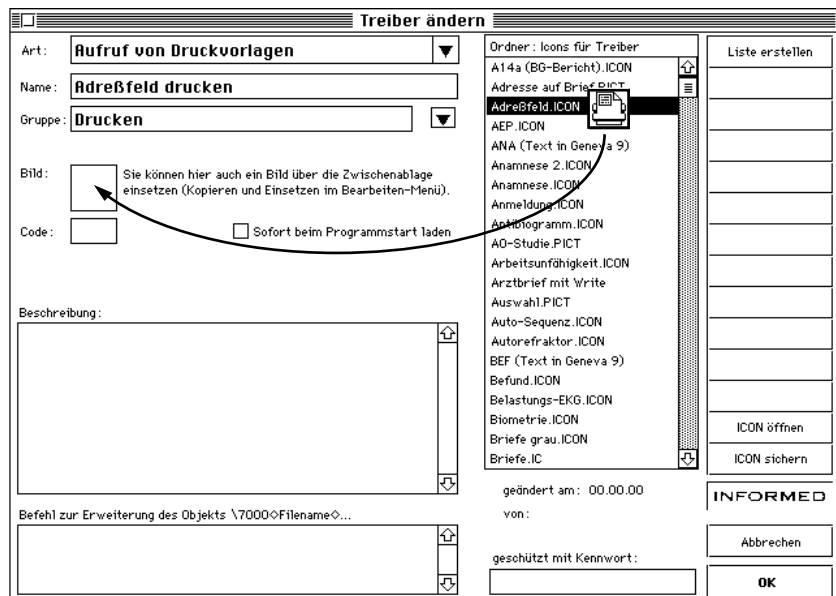 Treiber ändern
Art:
Aufruf von Druckvorlagen
Name:
Adreßfeld drucken
Gruppe:
Drucken
Bild:
Sie können hier auch ein Bild über die Zwischenablage
einsetzen (Kopieren und Einsetzen im Bearbeiten-Menü).
Code:
Sofort beim Programmstart laden
Beschreibung:
Befehl zur Erweiterung des Objekts \7000◇Filename◇...
Ordner: Icons für Treiber
A14a (BG-Bericht).ICON
Adresse auf Brief.PICT
Adreßfeld.ICON
AEP.ICON
ANA (Text in Geneva 9)
Anamnese 2.ICON
Anamnese.ICON
Anmeldung.ICON
Antibiogramm.ICON
AO-Studie.PICT
Arbeitsunfähigkeit.ICON
Arztbrief mit Write
Auswahl.PICT
Auto-Sequenz.ICON
Autorefraktor.ICON
BEF (Text in Geneva 9)
Befund.ICON
Belastungs-EKG.ICON
Biometrie.ICON
Briefe grau.ICON
Briefe.IC
geändert am: 00.00.00
von:
geschützt mit Kennwort:
Liste erstellen
ICON öffnen
ICON sichern
INFORMED
Abbrechen
OK